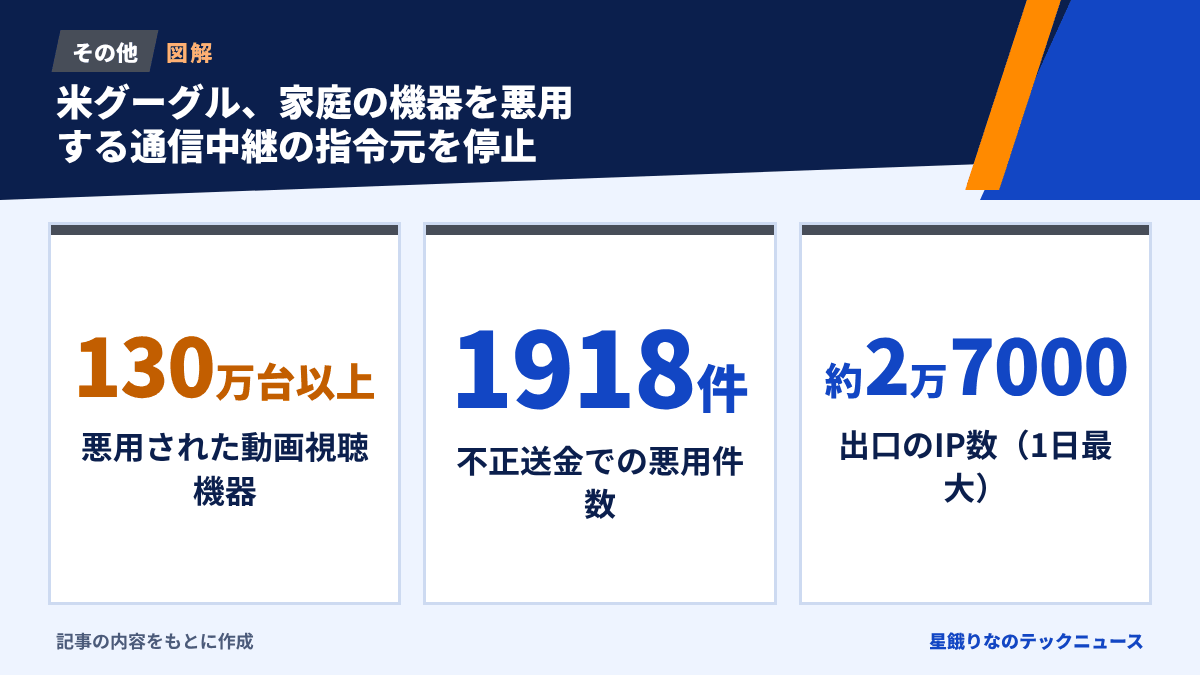 その他 図解
米グーグル、家庭の機器を悪用
する通信中継の指令元を停止
130万台以上
悪用された動画視聴
機器
1918件
不正送金での悪用件
数
約2万7000
出口のIP数（1日最
大）
記事の内容をもとに作成
星餓りなのテックニュース